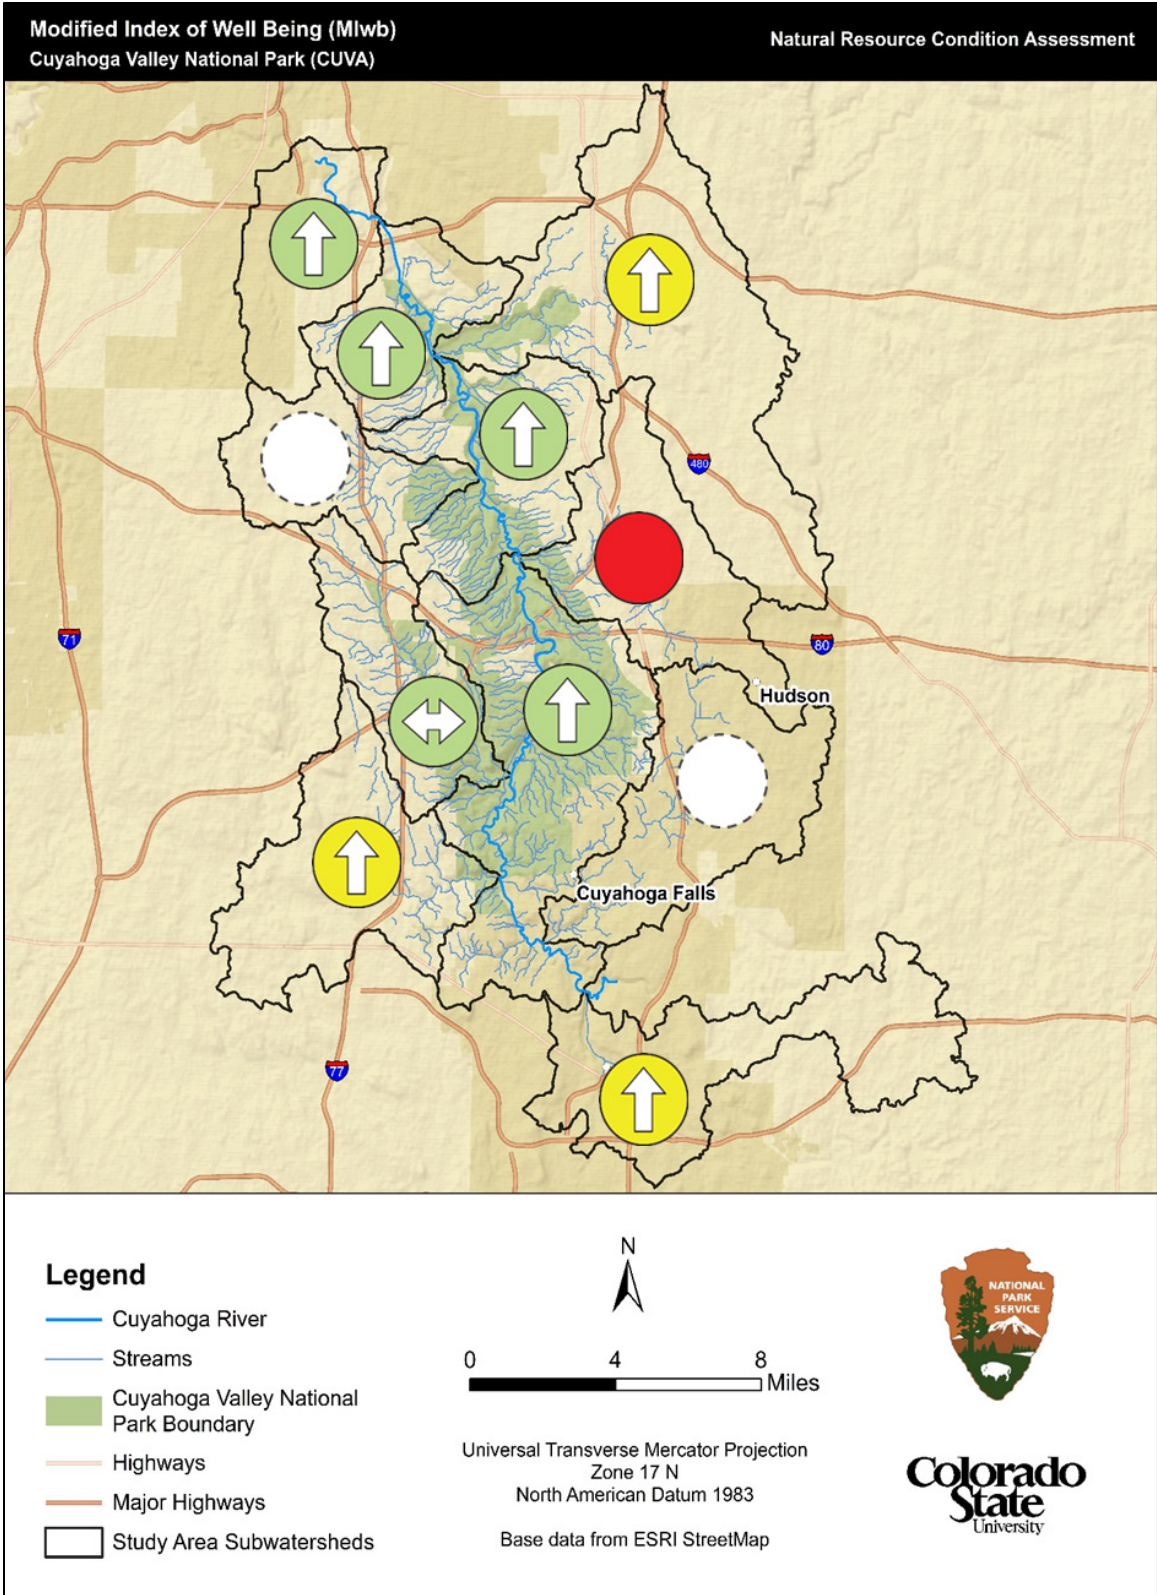 Modified Index of Well Being (MIwb)
Cuyahoga Valley National Park (CUVA)
Natural Resource Condition Assessment
480
71
80
Hudson
Cuyahoga Falls
77
Legend
Cuyahoga River
Streams
Cuyahoga Valley National
Park Boundary
Highways
Major Highways
Study Area Subwatersheds
N
0 4 8
Miles
Universal Transverse Mercator Projection
Zone 17 N
North American Datum 1983
Base data from ESRI StreetMap
NATIONAL
PARK
SERVICE
Colorado
State
University